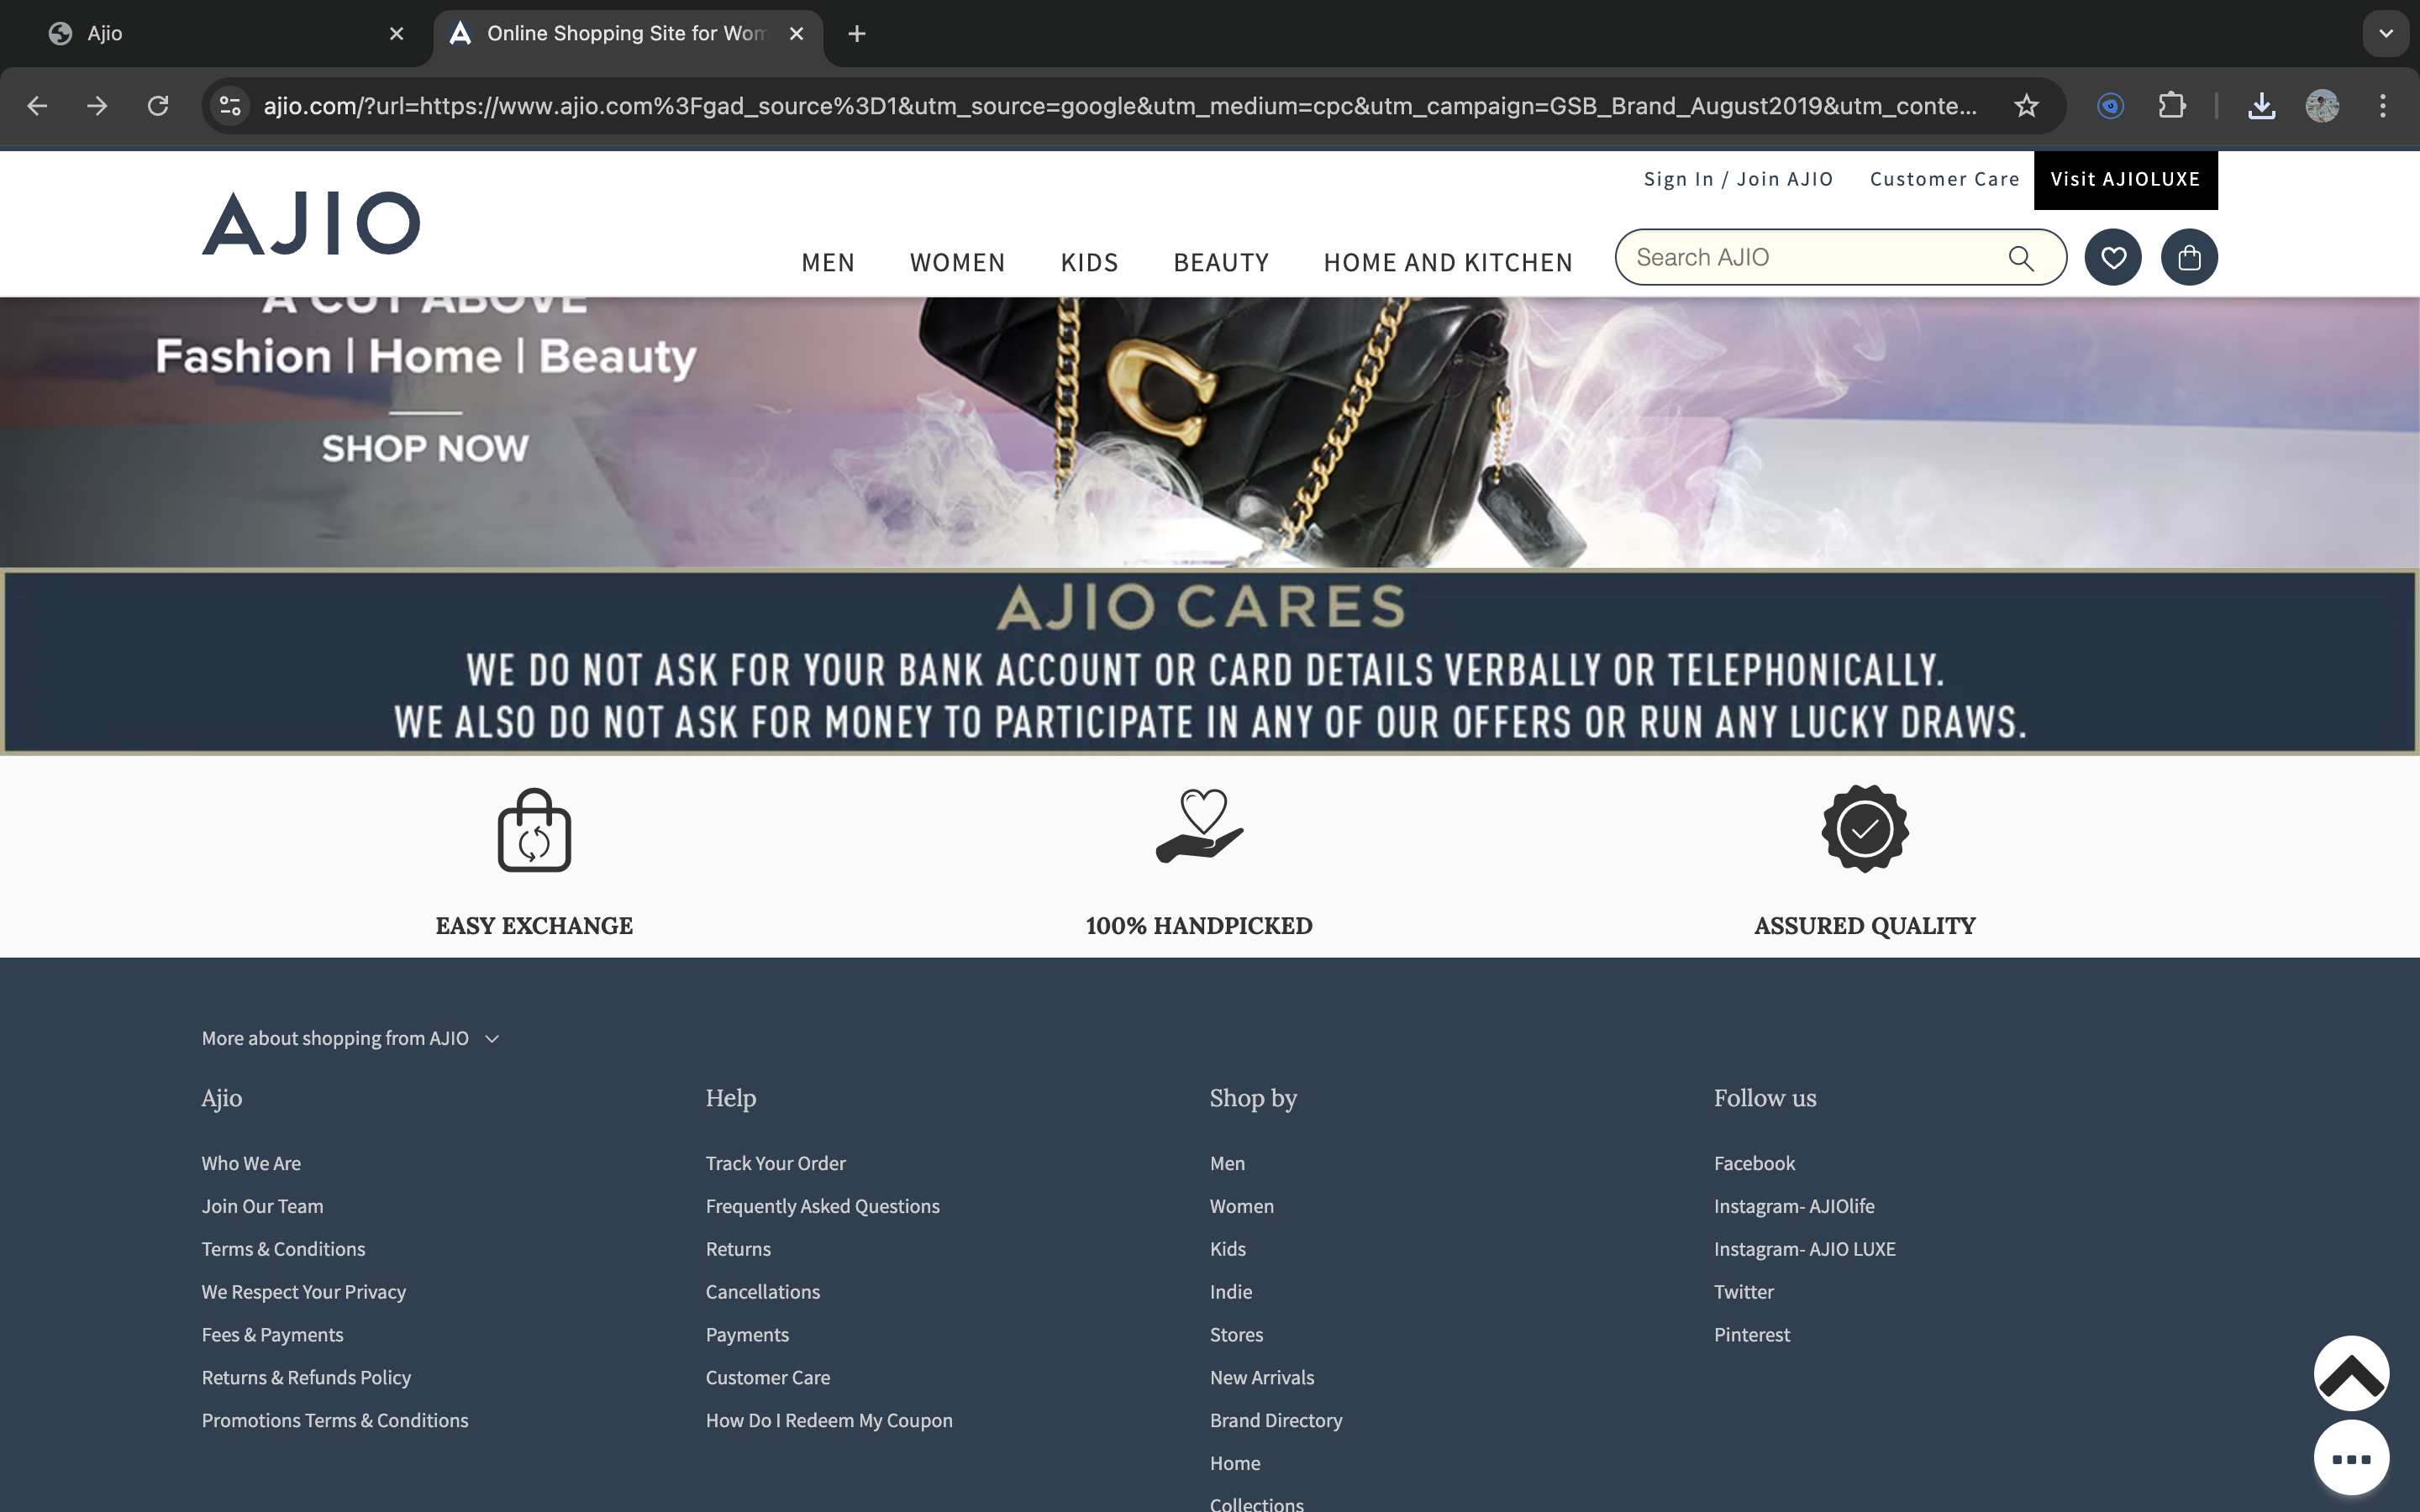 Ajio
Online Shopping Site for Wom
ajio.com/?url=https://www.ajio.com%3Fgad_source%3D1&utm_source=google&utm_medium=cpc&utm_campaign=GSB_Brand_August2019&utm_conte...
Sign In / Join AJIO
Customer Care
Visit AJIOLUXE
AJIO
MEN
WOMEN
KIDS
BEAUTY
HOME AND KITCHEN
Search AJIO
A CUT ABOVE
Fashion | Home | Beauty
SHOP NOW
AJIO CARES
WE DO NOT ASK FOR YOUR BANK ACCOUNT OR CARD DETAILS VERBALLY OR TELEPHONICALLY.
WE ALSO DO NOT ASK FOR MONEY TO PARTICIPATE IN ANY OF OUR OFFERS OR RUN ANY LUCKY DRAWS.
EASY EXCHANGE
100% HANDPICKED
ASSURED QUALITY
More about shopping from AJIO
Ajio
Who We Are
Join Our Team
Terms & Conditions
We Respect Your Privacy
Fees & Payments
Returns & Refunds Policy
Promotions Terms & Conditions
Help
Track Your Order
Frequently Asked Questions
Returns
Cancellations
Payments
Customer Care
How Do I Redeem My Coupon
Shop by
Men
Women
Kids
Indie
Stores
New Arrivals
Brand Directory
Home
Collections
Follow us
Facebook
Instagram- AJIOlife
Instagram- AJIO LUXE
Twitter
Pinterest